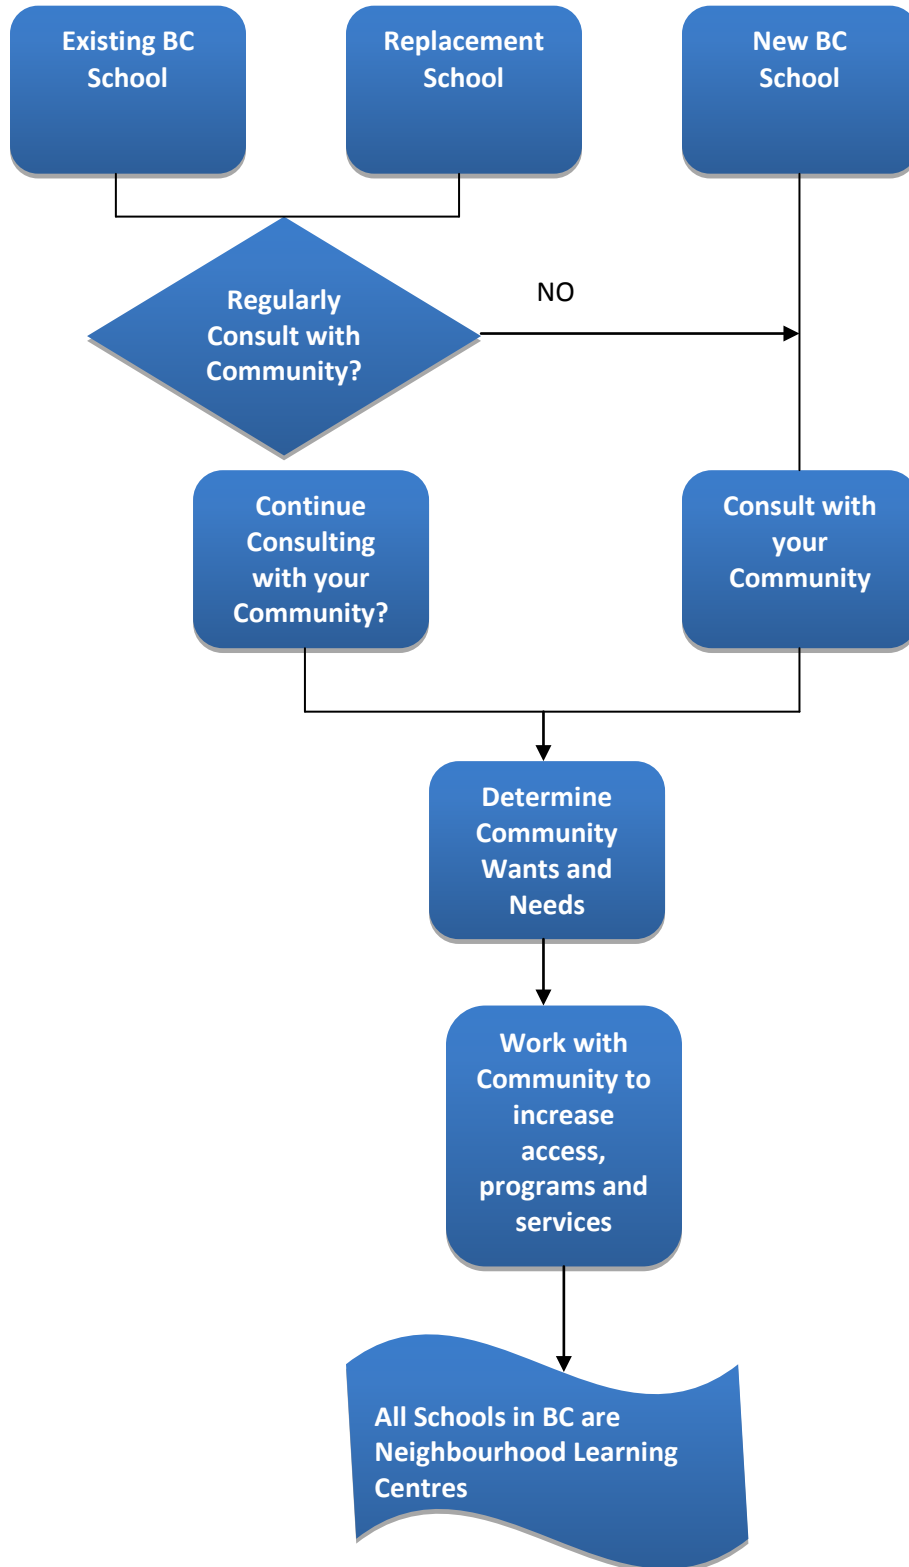 Existing BC
School
Replacement
School
New BC
School
Regularly
Consult with
Community?
NO
Continue
Consulting
with your
Community?
Consult with
your
Community
Determine
Community
Wants and
Needs
Work with
Community to
increase
access,
programs and
services
All Schools in BC are
Neighbourhood Learning
Centres